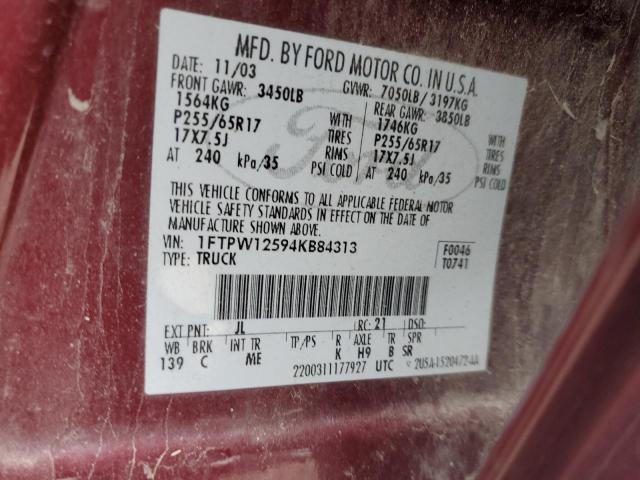 MFD. BY FORD MOTOR CO. IN U.S.A.
DATE: 11/03 GVWR: 7050LB/3197KG
FRONT GAWR: 3450LB REAR GAWR: 3850LB
1564KG WITH 1746KG WITH
P255/65R17 TIRES P255/65R17 TIRES
17X7.5J RIMS 17X7.5J RIMS
AT 240 kPa/35 PSI COLD AT 240 kPa/35 PSI COLD
Ford
THIS VEHICLE CONFORMS TO ALL APPLICABLE FEDERAL MOTOR
VEHICLE SAFETY STANDARDS IN EFFECT ON THE DATE OF
MANUFACTURE SHOWN ABOVE.
VIN: 1FTPW12594KB84313 F0046
TYPE: TRUCK T0741
EXT PNT: JL RC: 21 DSO:
WB BRK INT TR TP/PS R AXLE TR SPR
139 C ME K H9 B SR
2200311177927 UTC